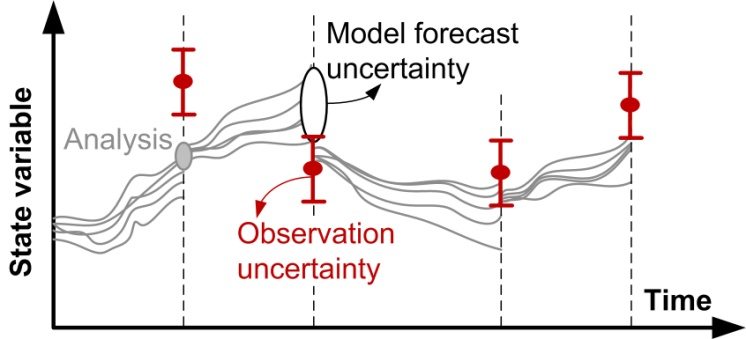 Model forecast
uncertainty
Analysis
State variable
Observation
uncertainty
Time